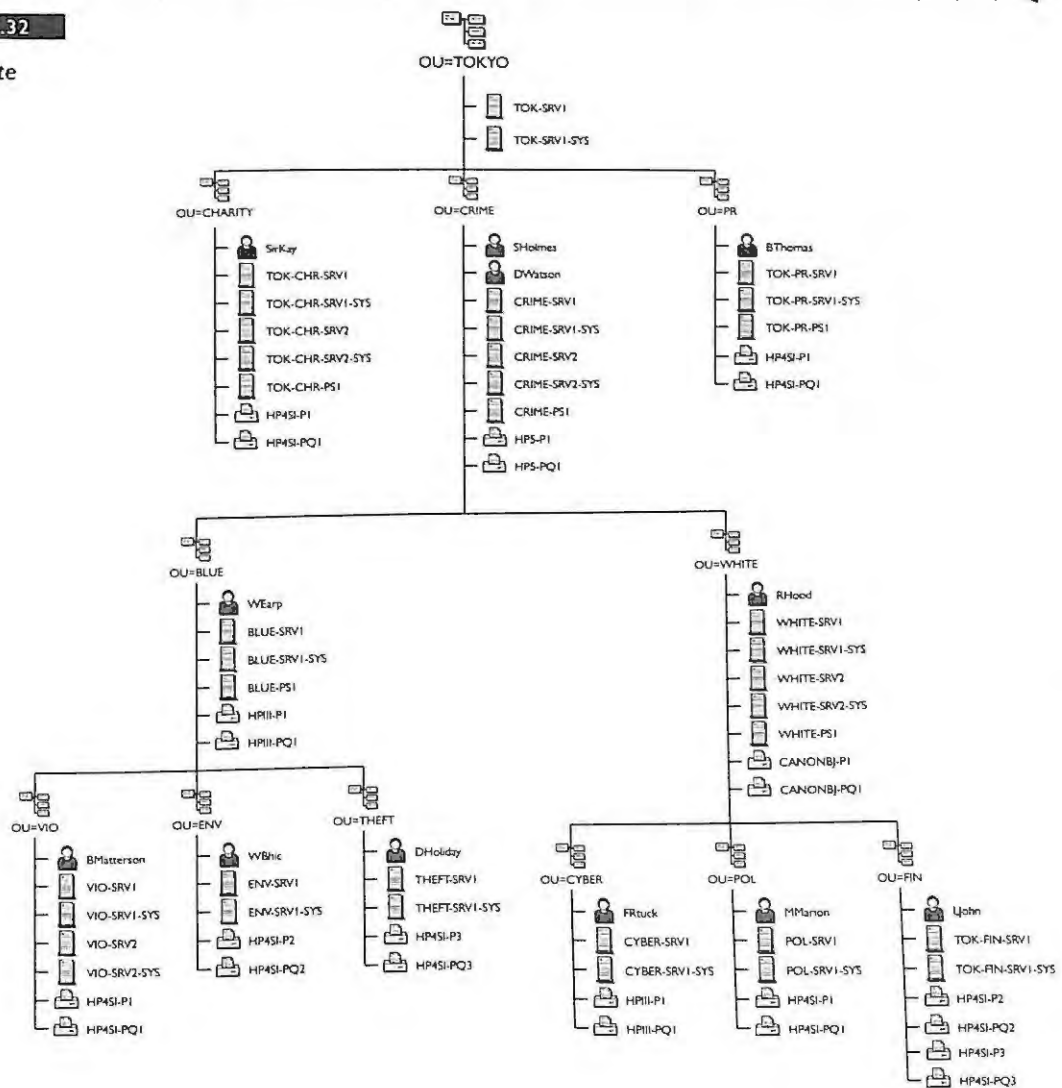 .32
te
OU=TOKYO
TOK-SRV1
TOK-SRV1-SYS
OU=CHARITY
SirKay
TOK-CHR-SRV1
TOK-CHR-SRV1-SYS
TOK-CHR-SRV2
TOK-CHR-SRV2-SYS
TOK-CHR-PS1
HP4SI-P1
HP4SI-PQ1
OU=CRIME
SHolmes
DWatson
CRIME-SRV1
CRIME-SRV1-SYS
CRIME-SRV2
CRIME-SRV2-SYS
CRIME-PS1
HP5-P1
HP5-PQ1
OU=PR
BThomas
TOK-PR-SRV1
TOK-PR-SRV1-SYS
TOK-PR-PS1
HP4SI-P1
HP4SI-PQ1
OU=BLUE
WEarp
BLUE-SRV1
BLUE-SRV1-SYS
BLUE-PS1
HPIII-P1
HPIII-PQ1
OU=WHITE
RHood
WHITE-SRV1
WHITE-SRV1-SYS
WHITE-SRV2
WHITE-SRV2-SYS
WHITE-PS1
CANONBJ-P1
CANONBJ-PQ1
OU=VIO
BMatterson
VIO-SRV1
VIO-SRV1-SYS
VIO-SRV2
VIO-SRV2-SYS
HP4SI-P1
HP4SI-PQ1
OU=ENV
WBhic
ENV-SRV1
ENV-SRV1-SYS
HP4SI-P2
HP4SI-PQ2
OU=THEFT
DHoliday
THEFT-SRV1
THEFT-SRV1-SYS
HP4SI-P3
HP4SI-PQ3
OU=CYBER
FRtuck
CYBER-SRV1
CYBER-SRV1-SYS
HPIII-P1
HPIII-PQ1
OU=POL
MMarion
POL-SRV1
POL-SRV1-SYS
HP4SI-P1
HP4SI-PQ1
OU=FIN
LJohn
TOK-FIN-SRV1
TOK-FIN-SRV1-SYS
HP4SI-P2
HP4SI-PQ2
HP4SI-P3
HP4SI-PQ3